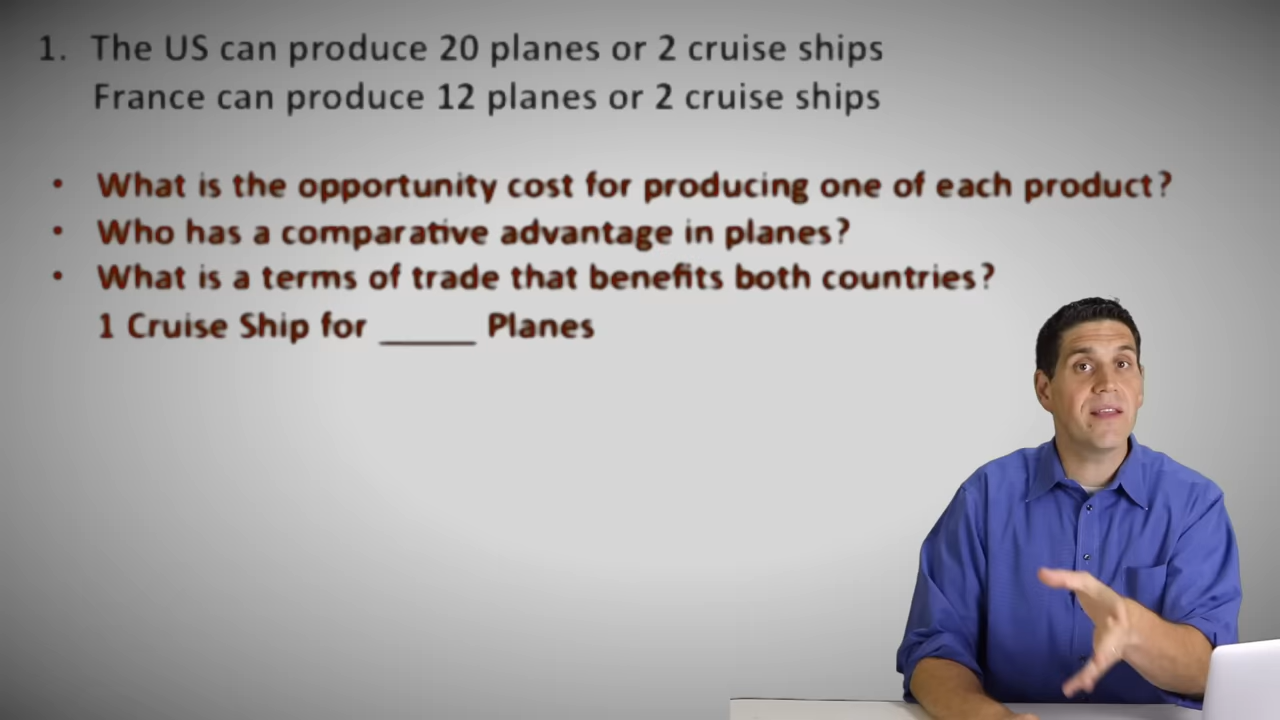 1. The US can produce 20 planes or 2 cruise ships
France can produce 12 planes or 2 cruise ships
• What is the opportunity cost for producing one of each product?
• Who has a comparative advantage in planes?
• What is a terms of trade that benefits both countries?
1 Cruise Ship for _____ Planes